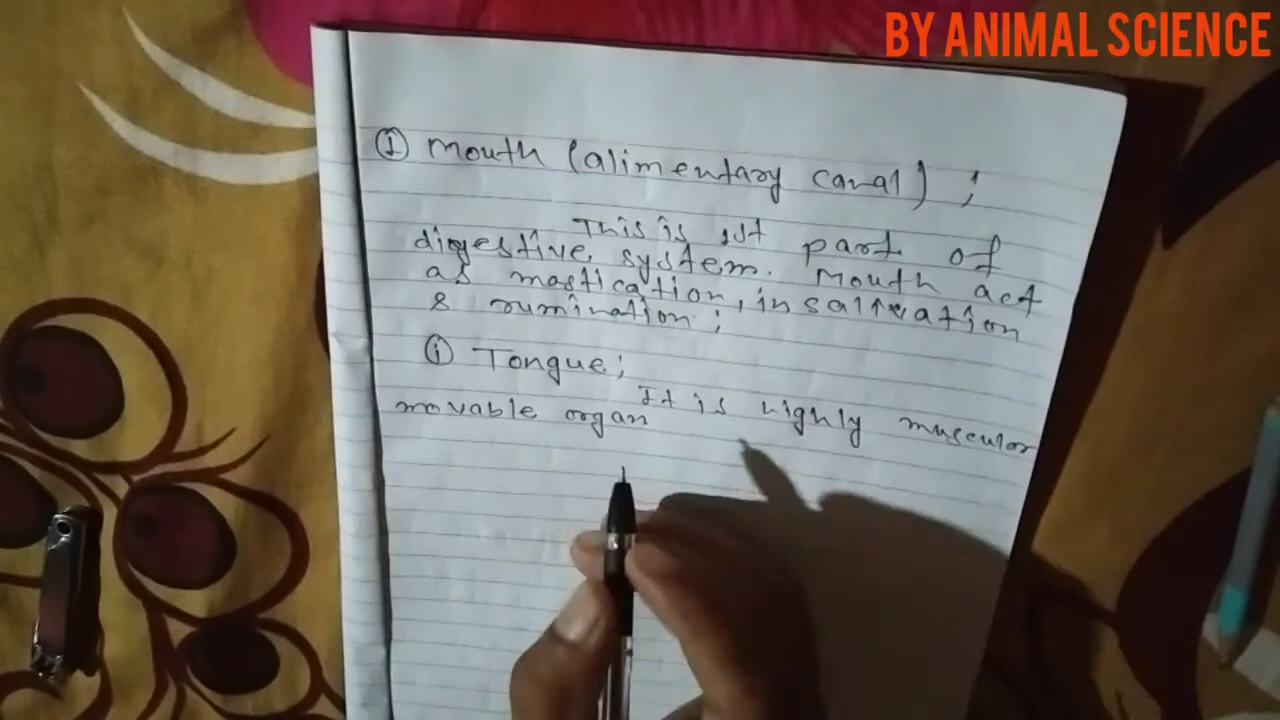 BY ANIMAL SCIENCE
① Mouth (alimentary canal) ;
This is 1st part of
digestive system. Mouth act
as mastication, insalivation
& rumination ;
(i) Tongue ;
It is highly muscular
movable organ